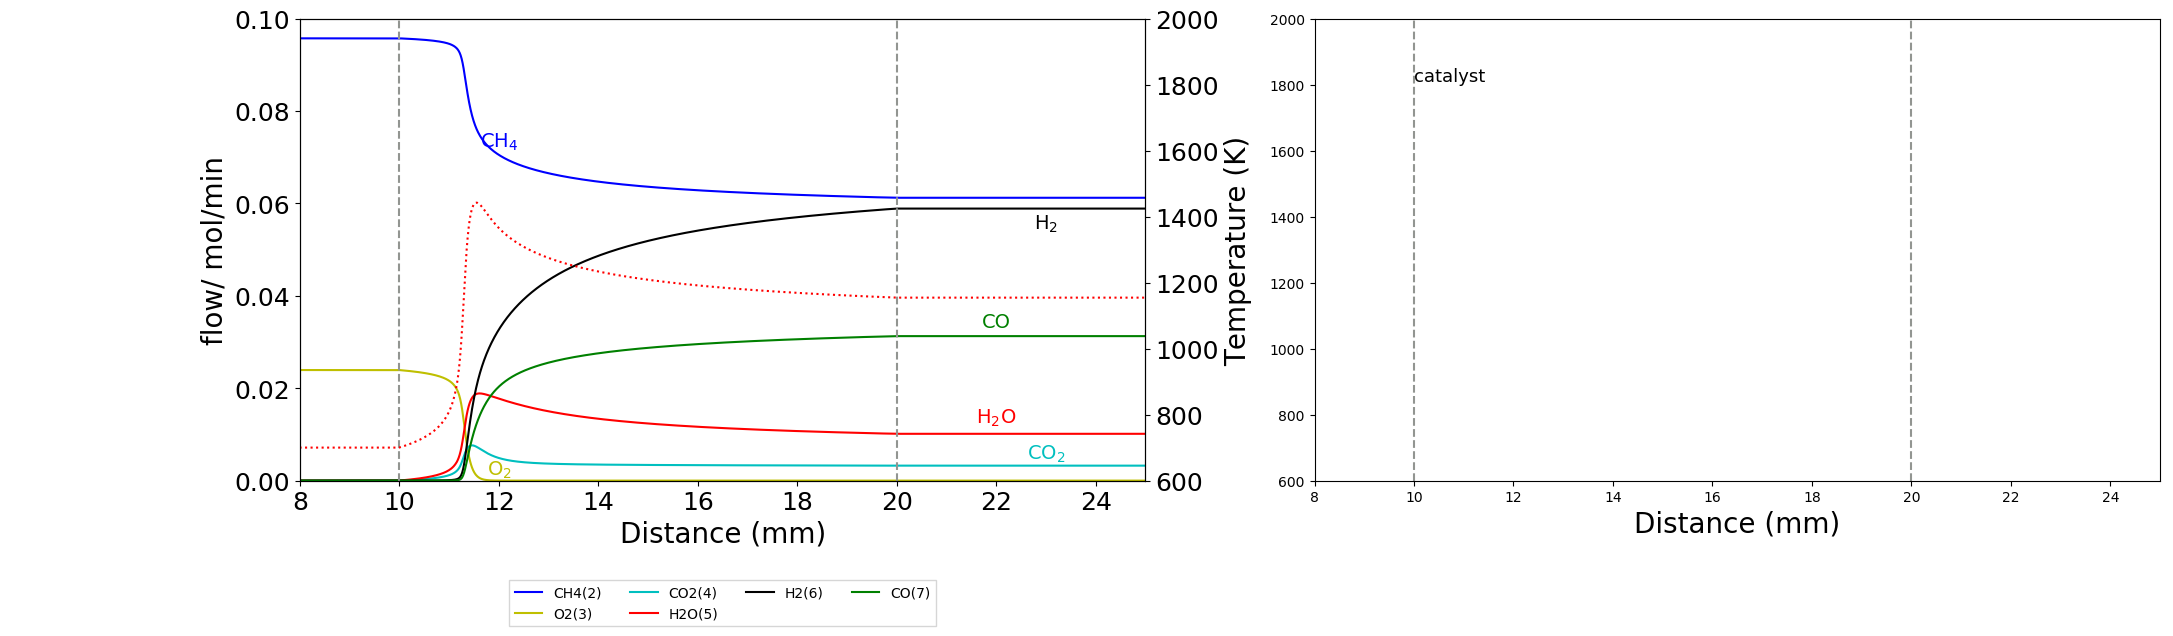 0.10
0.08
0.06
0.04
0.02
0.00
flow/ mol/min
8 10 12 14 16 18 20 22 24
Distance (mm)
CH4
H2
CO
H2O
CO2
O2
2000
1800
1600
1400
1200
1000
800
600
Temperature (K)
CH4(2) CO2(4) H2(6) CO(7)
O2(3) H2O(5)
2000
1800
1600
1400
1200
1000
800
600
catalyst
8 10 12 14 16 18 20 22 24
Distance (mm)